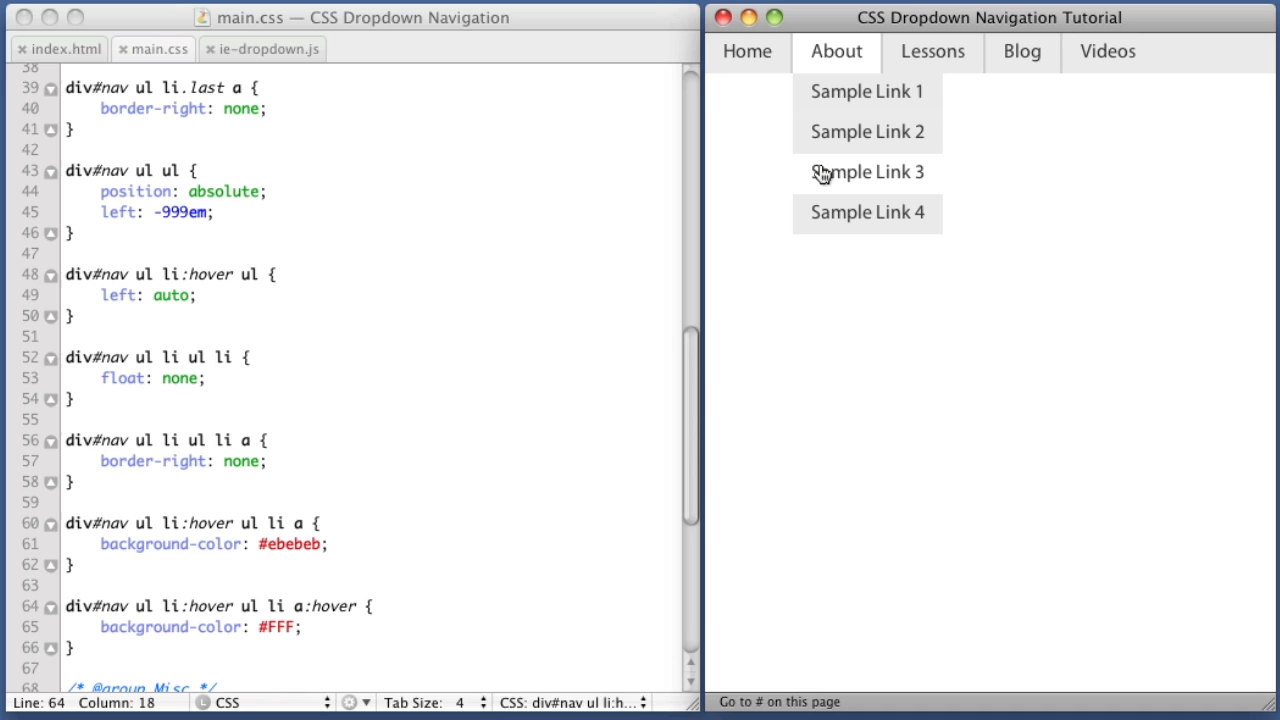 main.css — CSS Dropdown Navigation
index.html
main.css
ie-dropdown.js
38
39 div#nav ul li.last a {
40 border-right: none;
41 }
42
43 div#nav ul ul {
44 position: absolute;
45 left: -999em;
46 }
47
48 div#nav ul li:hover ul {
49 left: auto;
50 }
51
52 div#nav ul li ul li {
53 float: none;
54 }
55
56 div#nav ul li ul li a {
57 border-right: none;
58 }
59
60 div#nav ul li:hover ul li a {
61 background-color: #ebebeb;
62 }
63
64 div#nav ul li:hover ul li a:hover {
65 background-color: #FFF;
66 }
67
68 /* @group Misc */
Line: 64 Column: 18 L CSS Tab Size: 4 CSS: div#nav ul li:h...
CSS Dropdown Navigation Tutorial
Home About Lessons Blog Videos
Sample Link 1
Sample Link 2
Sample Link 3
Sample Link 4
Go to # on this page